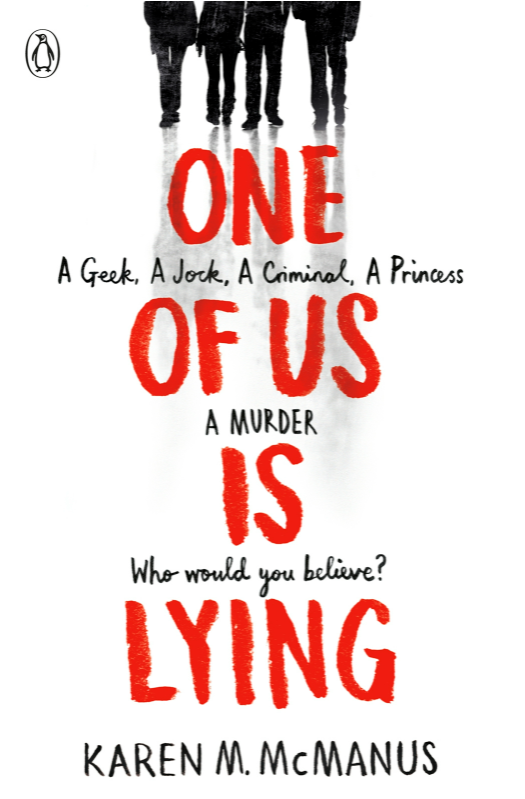 ONE
A Geek, A Jock, A Criminal, A Princess
OF US
A MURDER
IS
Who would you believe?
LYING
KAREN M. McMANUS